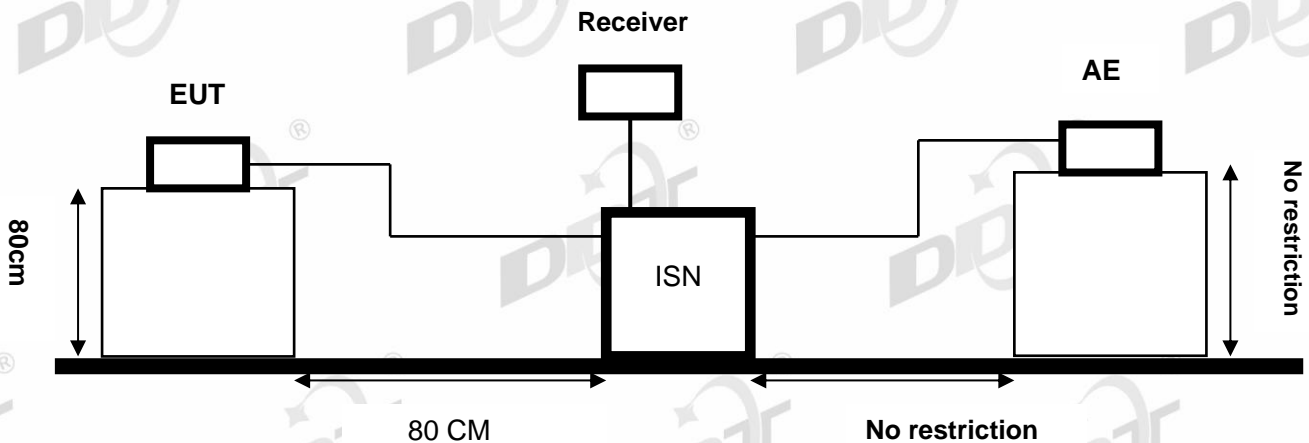 Receiver
EUT
AE
80cm
ISN
No restriction
80 CM
No restriction